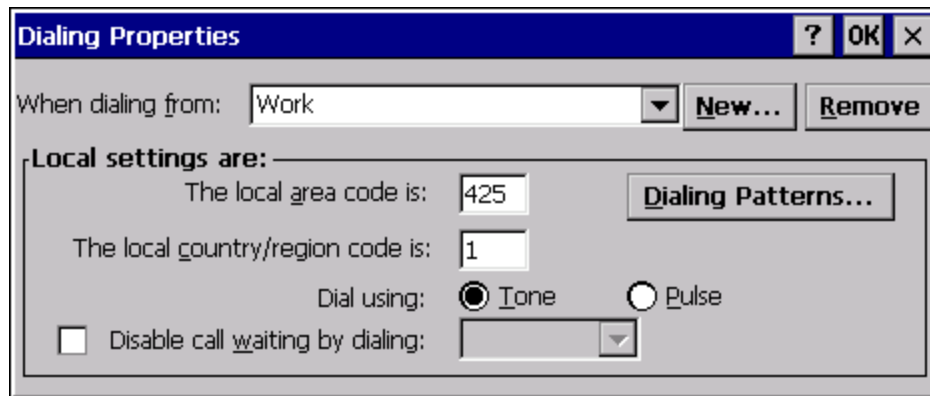 Dialing Properties ? OK ×
When dialing from: Work New... Remove
Local settings are:
The local area code is: 425 Dialing Patterns...
The local country/region code is: 1
Dial using: Tone Pulse
Disable call waiting by dialing: